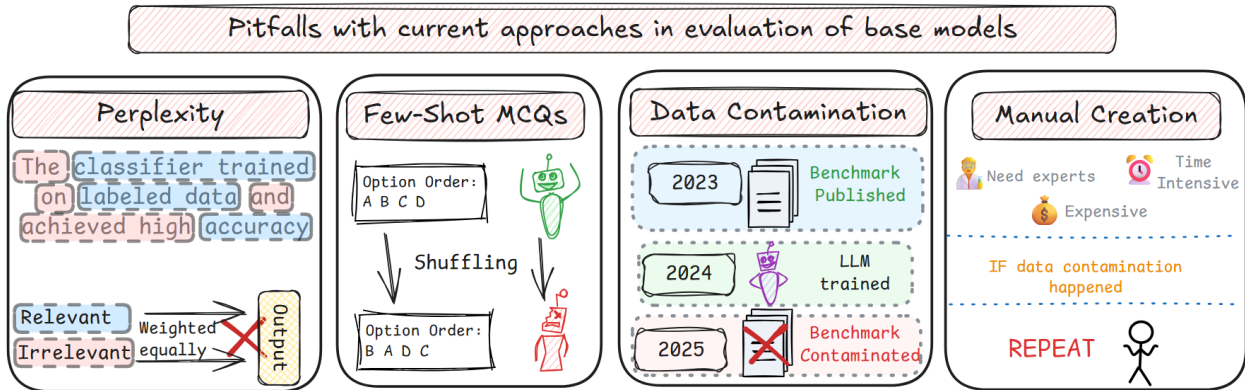 Pitfalls with current approaches in evaluation of base models
Perplexity
The classifier trained
on labeled data and
achieved high accuracy
Relevant
Irrelevant
Weighted
equally
Output
Few-Shot MCQs
Option Order:
A B C D
Shuffling
Option Order:
B A D C
Data Contamination
2023
Benchmark
Published
2024
LLM
trained
2025
Benchmark
Contaminated
Manual Creation
Need experts
Time
Intensive
$
Expensive
IF data contamination
happened
REPEAT